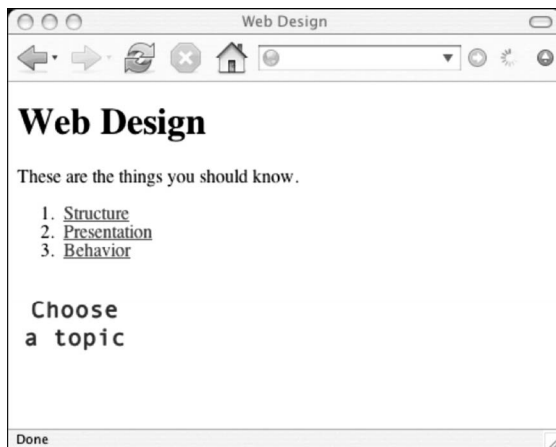 Web Design
Web Design
These are the things you should know.
1. Structure
2. Presentation
3. Behavior
Choose
a topic
Done